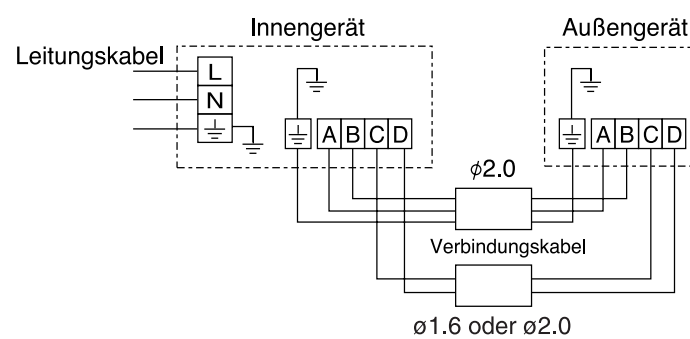 Innengerät
Außengerät
Leitungskabel
L
N
A B C D
A B C D
ϕ2.0
Verbindungskabel
ø1.6 oder ø2.0